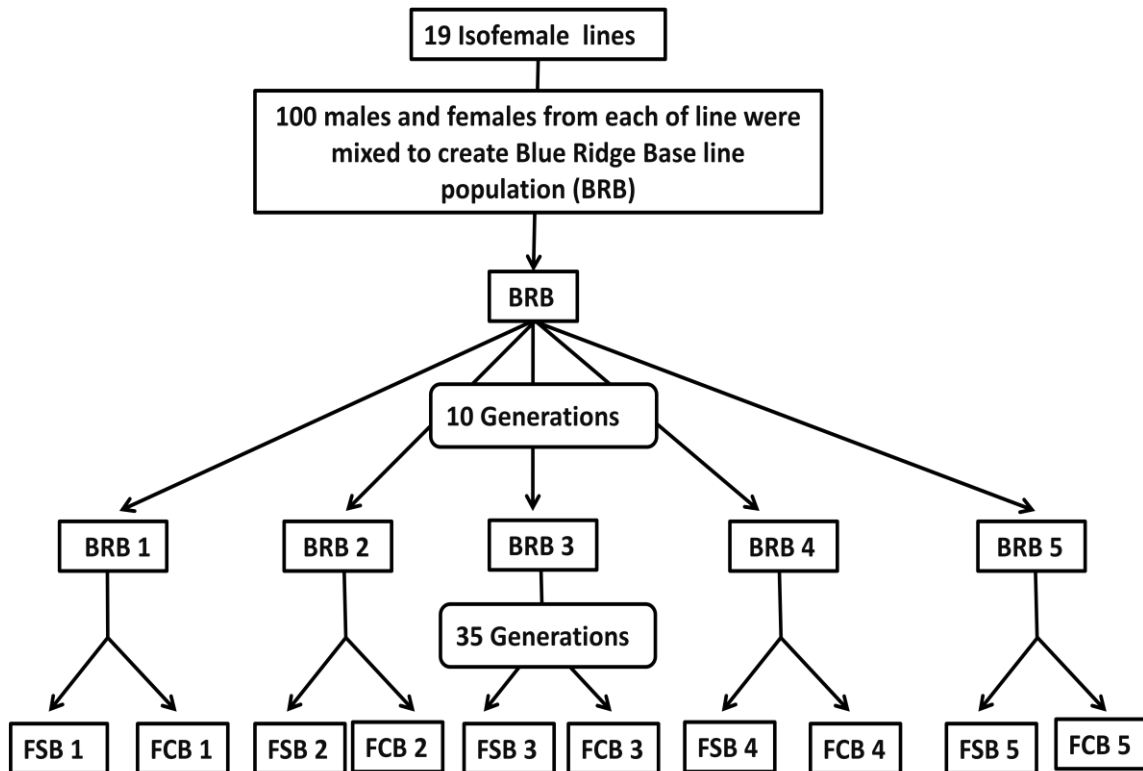 19 Isofemale lines
100 males and females from each of line were
mixed to create Blue Ridge Base line
population (BRB)
BRB
10 Generations
BRB 1
BRB 2
BRB 3
BRB 4
BRB 5
35 Generations
FSB 1
FCB 1
FSB 2
FCB 2
FSB 3
FCB 3
FSB 4
FCB 4
FSB 5
FCB 5